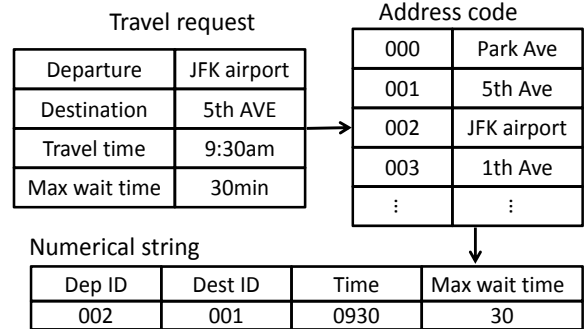 Travel request
Departure JFK airport
Destination 5th AVE
Travel time 9:30am
Max wait time 30min
Address code
000 Park Ave
001 5th Ave
002 JFK airport
003 1th Ave
⋮ ⋮
Numerical string
Dep ID Dest ID Time Max wait time
002 001 0930 30